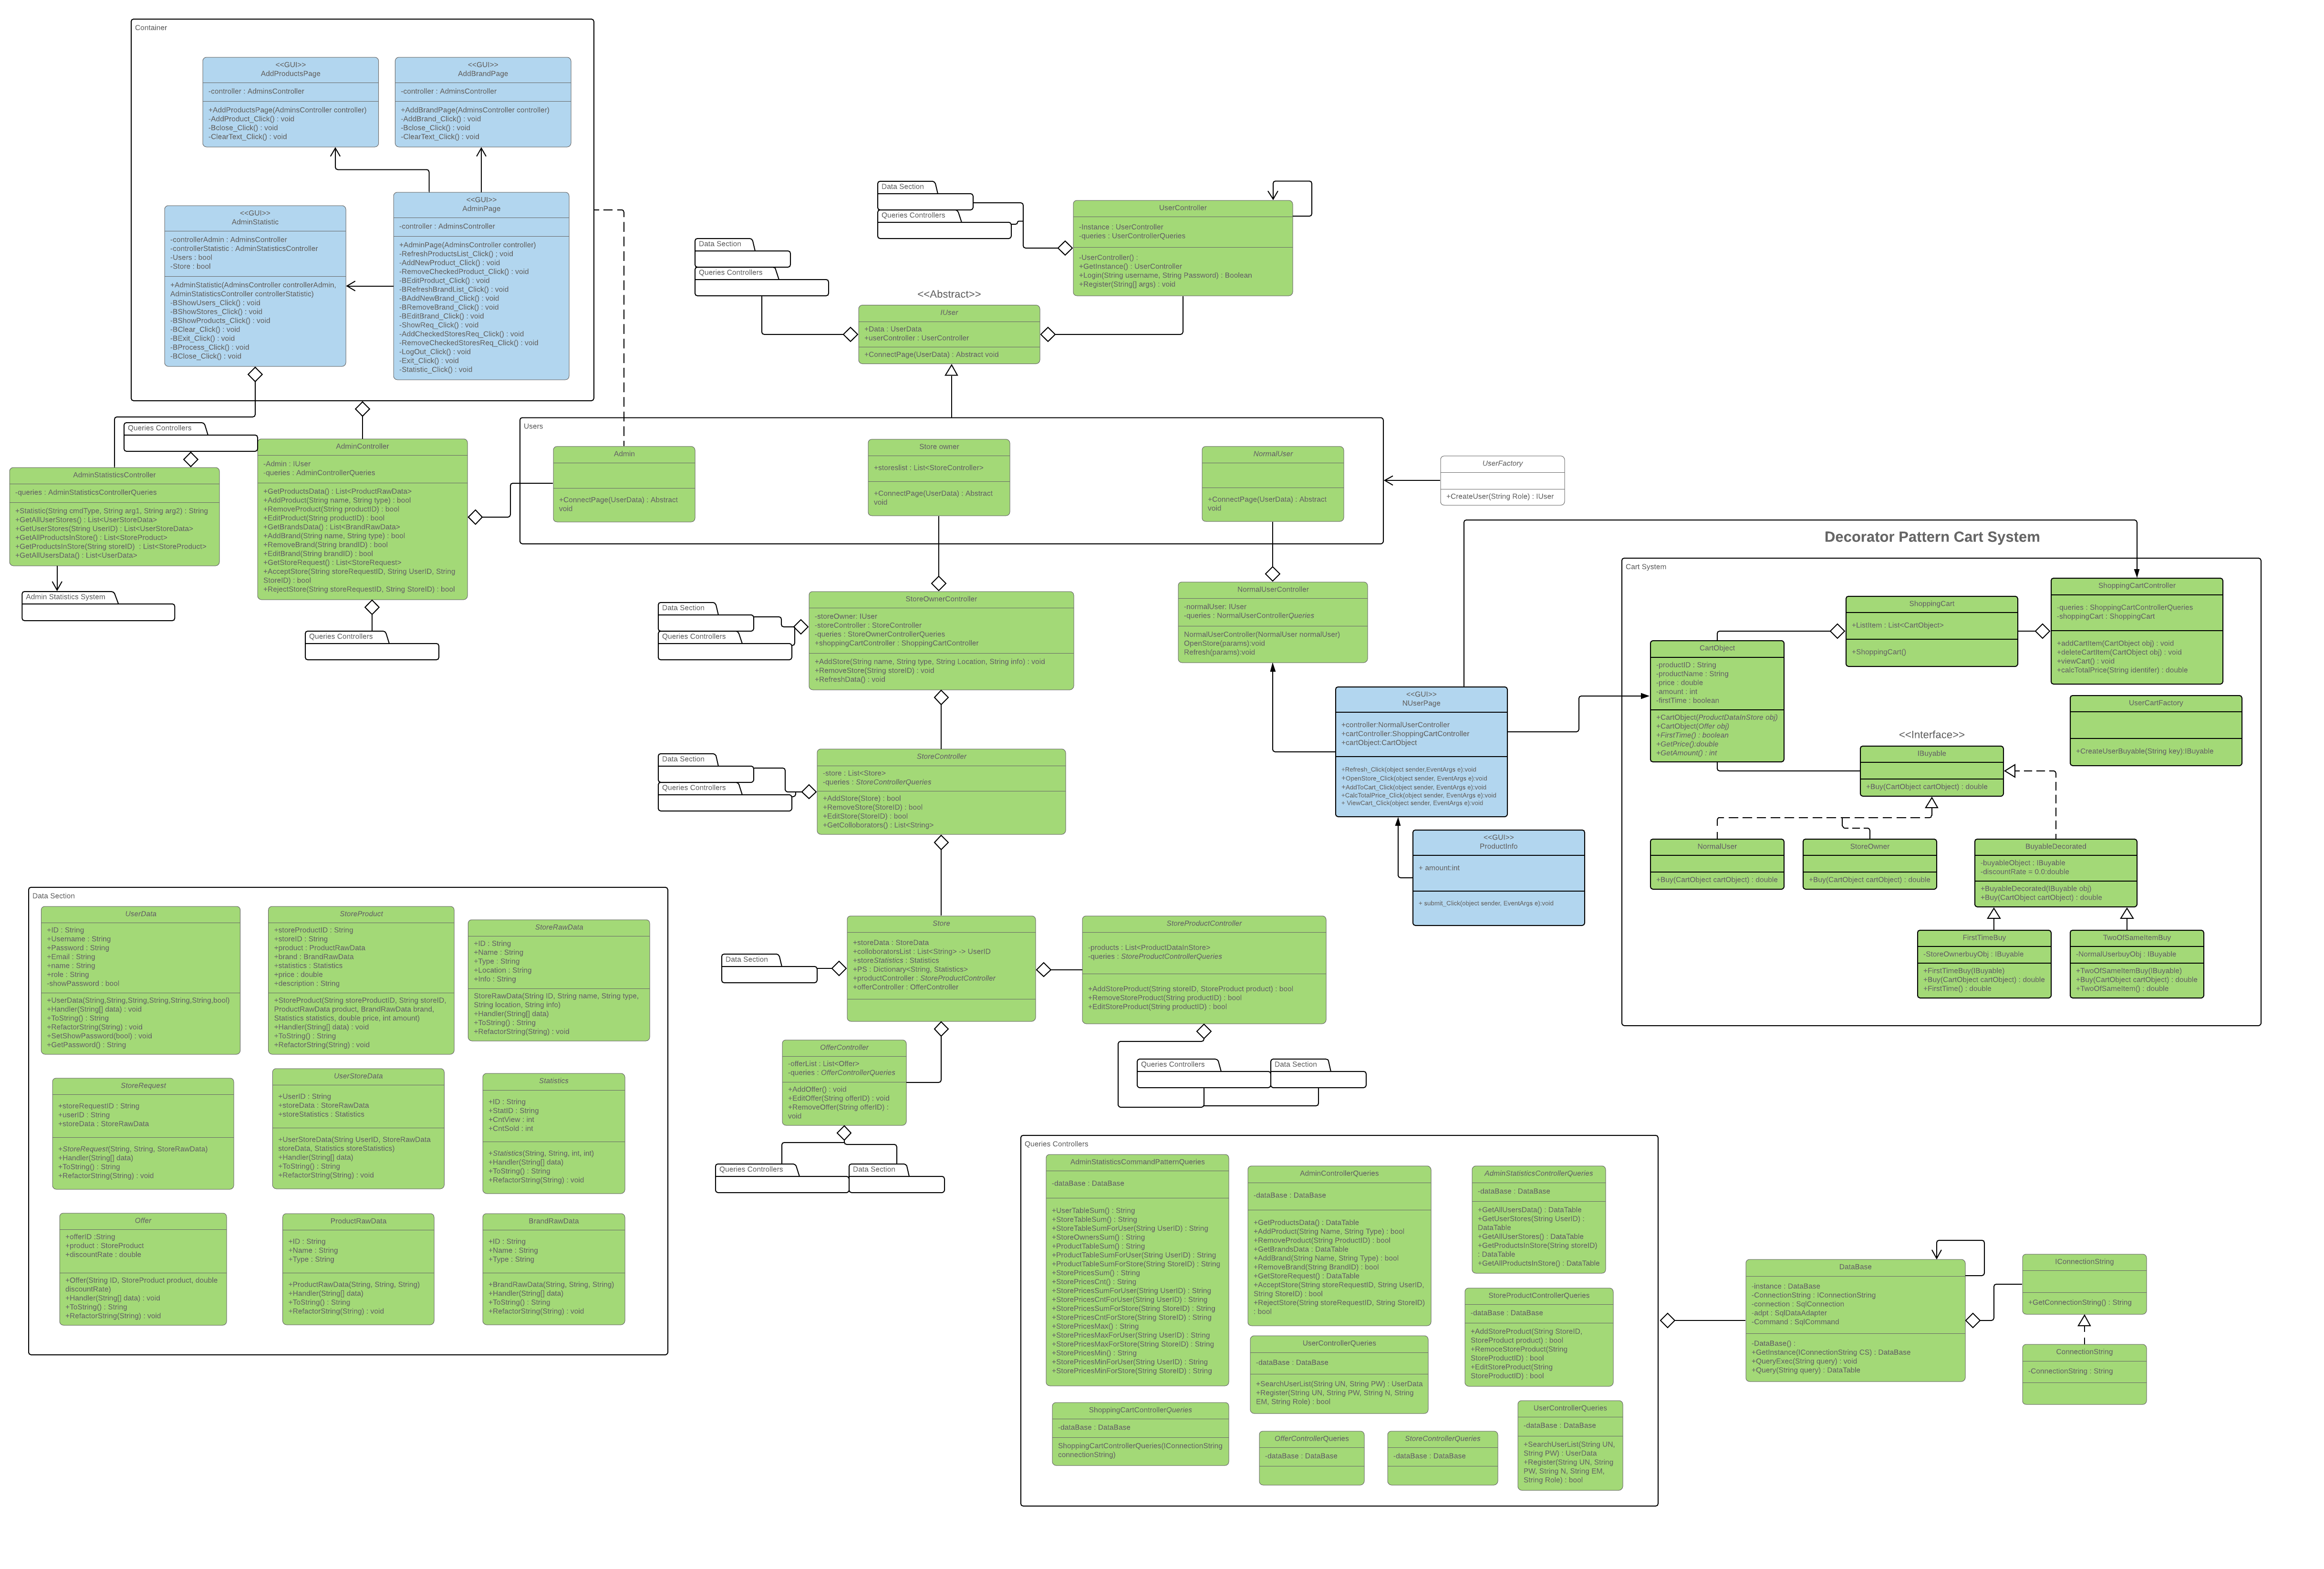 Container
<<GUI>>
AddProductsPage
-controller : AdminsController
+AddProductsPage(AdminsController controller)
-AddProduct_Click() : void
-Bclose_Click() : void
-ClearText_Click() : void
<<GUI>>
AddBrandPage
-controller : AdminsController
+AddBrandPage(AdminsController controller)
-AddBrand_Click() : void
-Bclose_Click() : void
-ClearText_Click() : void
<<GUI>>
AdminStatistic
-controllerAdmin : AdminsController
-controllerStatistic : AdminStatisticsController
-Users : bool
-Store : bool
+AdminStatistic(AdminsController controllerAdmin,
AdminStatisticsController controllerStatistic)
-BShowUsers_Click() : void
-BShowStores_Click() : void
-BShowProducts_Click() : void
-BClear_Click() : void
-BExit_Click() : void
-BProcess_Click() : void
-BClose_Click() : void
<<GUI>>
AdminPage
-controller : AdminsController
+AdminPage(AdminsController controller)
-RefreshProductsList_Click() ; void
-AddNewProduct_Click() : void
-RemoveCheckedProduct_Click() : void
-BEditProduct_Click() : void
-BRefreshBrandList_Click() : void
-BAddNewBrand_Click() : void
-BRemoveBrand_Click() : void
-BEditBrand_Click() : void
-ShowReq_Click() : void
-AddCheckedStoresReq_Click() : void
-RemoveCheckedStoresReq_Click() : void
-LogOut_Click() : void
-Exit_Click() : void
-Statistic_Click() : void
Data Section
Queries Controllers
UserController
-Instance : UserController
-queries : UserControllerQueries
-UserController() :
+GetInstance() : UserController
+Login(String username, String Password) : Boolean
+Register(String[] args) : void
Data Section
Queries Controllers
<<Abstract>>
IUser
+Data : UserData
+userController : UserController
+ConnectPage(UserData) : Abstract void
Queries Controllers
AdminStatisticsController
-queries : AdminStatisticsControllerQueries
+Statistic(String cmdType, String arg1, String arg2) : String
+GetAllUserStores() : List<UserStoreData>
+GetUserStores(String UserID) : List<UserStoreData>
+GetAllProductsInStore() : List<StoreProduct>
+GetProductsInStore(String storeID) : List<StoreProduct>
+GetAllUsersData() : List<UserData>
Admin Statistics System
AdminController
-Admin : IUser
-queries : AdminControllerQueries
+GetProductsData() : List<ProductRawData>
+AddProduct(String name, String type) : bool
+RemoveProduct(String productID) : bool
+EditProduct(String productID) : bool
+GetBrandsData() : List<BrandRawData>
+AddBrand(String name, String type) : bool
+RemoveBrand(String brandID) : bool
+EditBrand(String brandID) : bool
+GetStoreRequest() : List<StoreRequest>
+AcceptStore(String storeRequestID, String UserID, String
StoreID) : bool
+RejectStore(String storeRequestID, String StoreID) : bool
Queries Controllers
Users
Admin
+ConnectPage(UserData) : Abstract
void
Store owner
+storeslist : List<StoreController>
+ConnectPage(UserData) : Abstract
void
NormalUser
+ConnectPage(UserData) : Abstract
void
UserFactory
+CreateUser(String Role) : IUser
Data Section
Queries Controllers
StoreOwnerController
-storeOwner: IUser
-storeController : StoreController
-queries : StoreOwnerControllerQueries
+shoppingCartController : ShoppingCartController
+AddStore(String name, String type, String Location, String info) : void
+RemoveStore(String storeID) : void
+RefreshData() : void
NormalUserController
-normalUser: IUser
-queries : NormalUserControllerQueries
NormalUserController(NormalUser normalUser)
OpenStore(params):void
Refresh(params):void
Data Section
Queries Controllers
StoreController
-store : List<Store>
-queries : StoreControllerQueries
+AddStore(Store) : bool
+RemoveStore(StoreID) : bool
+EditStore(StoreID) : bool
+GetColloborators() : List<String>
<<GUI>>
NUserPage
+controller:NormalUserController
+cartController:ShoppingCartController
+cartObject:CartObject
+Refresh_Click(object sender,EventArgs e):void
+OpenStore_Click(object sender, EventArgs e):void
+AddToCart_Click(object sender, EventArgs e):void
+CalcTotalPrice_Click(object sender, EventArgs e):void
+ ViewCart_Click(object sender, EventArgs e):void
<<GUI>>
ProductInfo
+ amount:int
+ submit_Click(object sender, EventArgs e):void
Decorator Pattern Cart System
Cart System
ShoppingCartController
-queries : ShoppingCartControllerQueries
-shoppingCart : ShoppingCart
+addCartItem(CartObject obj) : void
+deleteCartItem(CartObject obj) : void
+viewCart() : void
+calcTotalPrice(String identifer) : double
ShoppingCart
+ListItem : List<CartObject>
+ShoppingCart()
CartObject
-productID : String
-productName : String
-price : double
-amount : int
-firstTime : boolean
+CartObject(ProductDataInStore obj)
+CartObject(Offer obj)
+FirstTime() : boolean
+GetPrice():double
+GetAmount() : int
UserCartFactory
+CreateUserBuyable(String key):IBuyable
<<Interface>>
IBuyable
+Buy(CartObject cartObject) : double
NormalUser
+Buy(CartObject cartObject) : double
StoreOwner
+Buy(CartObject cartObject) : double
BuyableDecorated
-buyableObject : IBuyable
-discountRate = 0.0:double
+BuyableDecorated(IBuyable obj)
+Buy(CartObject cartObject) : double
FirstTimeBuy
-StoreOwnerbuyObj : IBuyable
+FirstTimeBuy(IBuyable)
+Buy(CartObject cartObject) : double
+FirstTime() : double
TwoOfSameItemBuy
-NormalUserbuyObj : IBuyable
+TwoOfSameItemBuy(IBuyable)
+Buy(CartObject cartObject) : double
+TwoOfSameItem() : double
Data Section
UserData
+ID : String
+Username : String
+Password : String
+Email : String
+name : String
+role : String
-showPassword : bool
+UserData(String,String,String,String,String,String,bool)
+Handler(String[] data) : void
+ToString() : String
+RefactorString(String) : void
+SetShowPassword(bool) : void
+GetPassword() : String
StoreProduct
+storeProductID : String
+storeID : String
+product : ProductRawData
+brand : BrandRawData
+statistics : Statistics
+price : double
+description : String
+StoreProduct(String storeProductID, String storeID,
ProductRawData product, BrandRawData brand,
Statistics statistics, double price, int amount)
+Handler(String[] data) : void
+ToString() : String
+RefactorString(String) : void
StoreRawData
+ID : String
+Name : String
+Type : String
+Location : String
+Info : String
StoreRawData(String ID, String name, String type,
String location, String info)
+Handler(String[] data)
+ToString() : String
+RefactorString(String) : void
StoreRequest
+storeRequestID : String
+userID : String
+storeData : StoreRawData
+StoreRequest(String, String, StoreRawData)
+Handler(String[] data)
+ToString() : String
+RefactorString(String) : void
UserStoreData
+UserID : String
+storeData : StoreRawData
+storeStatistics : Statistics
+UserStoreData(String UserID, StoreRawData
storeData, Statistics storeStatistics)
+Handler(String[] data)
+ToString() : String
+RefactorString(String) : void
Statistics
+ID : String
+StatID : String
+CntView : int
+CntSold : int
+Statistics(String, String, int, int)
+Handler(String[] data)
+ToString() : String
+RefactorString(String) : void
Offer
+offerID :String
+product : StoreProduct
+discountRate : double
+Offer(String ID, StoreProduct product, double
discountRate)
+Handler(String[] data) : void
+ToString() : String
+RefactorString(String) : void
ProductRawData
+ID : String
+Name : String
+Type : String
+ProductRawData(String, String, String)
+Handler(String[] data)
+ToString() : String
+RefactorString(String) : void
BrandRawData
+ID : String
+Name : String
+Type : String
+BrandRawData(String, String, String)
+Handler(String[] data)
+ToString() : String
+RefactorString(String) : void
Data Section
Store
+storeData : StoreData
+colloboratorsList : List<String> -> UserID
+storeStatistics : Statistics
+PS : Dictionary<String, Statistics>
+productController : StoreProductController
+offerController : OfferController
StoreProductController
-products : List<ProductDataInStore>
-queries : StoreProductControllerQueries
+AddStoreProduct(String storeID, StoreProduct product) : bool
+RemoveStoreProduct(String productID) : bool
+EditStoreProduct(String productID) : bool
Queries Controllers
Data Section
OfferController
-offerList : List<Offer>
-queries : OfferControllerQueries
+AddOffer() : void
+EditOffer(String offerID) : void
+RemoveOffer(String offerID) :
void
Queries Controllers
Data Section
Queries Controllers
AdminStatisticsCommandPatternQueries
-dataBase : DataBase
+UserTableSum() : String
+StoreTableSum() : String
+StoreTableSumForUser(String UserID) : String
+StoreOwnersSum() : String
+ProductTableSum() : String
+ProductTableSumForUser(String UserID) : String
+ProductTableSumForStore(String StoreID) : String
+StorePricesSum() : String
+StorePricesCnt() : String
+StorePricesSumForUser(String UserID) : String
+StorePricesCntForUser(String UserID) : String
+StorePricesSumForStore(String StoreID) : String
+StorePricesCntForStore(String StoreID) : String
+StorePricesMax() : String
+StorePricesMaxForUser(String UserID) : String
+StorePricesMaxForStore(String StoreID) : String
+StorePricesMin() : String
+StorePricesMinForUser(String UserID) : String
+StorePricesMinForStore(String StoreID) : String
AdminControllerQueries
-dataBase : DataBase
+GetProductsData() : DataTable
+AddProduct(String Name, String Type) : bool
+RemoveProduct(String ProductID) : bool
+GetBrandsData : DataTable
+AddBrand(String Name, String Type) : bool
+RemoveBrand(String BrandID) : bool
+GetStoreRequest() : DataTable
+AcceptStore(String storeRequestID, String UserID,
String StoreID) : bool
+RejectStore(String storeRequestID, String StoreID)
: bool
AdminStatisticsControllerQueries
-dataBase : DataBase
+GetAllUsersData() : DataTable
+GetUserStores(String UserID) :
DataTable
+GetAllUserStores() : DataTable
+GetProductsInStore(String storeID)
: DataTable
+GetAllProductsInStore() : DataTable
StoreProductControllerQueries
-dataBase : DataBase
+AddStoreProduct(String StoreID,
StoreProduct product) : bool
+RemoceStoreProduct(String
StoreProductID) : bool
+EditStoreProduct(String
StoreProductID) : bool
UserControllerQueries
-dataBase : DataBase
+SearchUserList(String UN, String PW) : UserData
+Register(String UN, String PW, String N, String
EM, String Role) : bool
ShoppingCartControllerQueries
-dataBase : DataBase
ShoppingCartControllerQueries(IConnectionString
connectionString)
OfferControllerQueries
-dataBase : DataBase
StoreControllerQueries
-dataBase : DataBase
UserControllerQueries
-dataBase : DataBase
+SearchUserList(String UN,
String PW) : UserData
+Register(String UN, String
PW, String N, String EM,
String Role) : bool
DataBase
-instance : DataBase
-ConnectionString : IConnectionString
-connection : SqlConnection
-adpt : SqlDataAdapter
-Command : SqlCommand
-DataBase() :
+GetInstance(IConnectionString CS) : DataBase
+QueryExec(String query) : void
+Query(String query) : DataTable
IConnectionString
+GetConnectionString() : String
ConnectionString
-ConnectionString : String